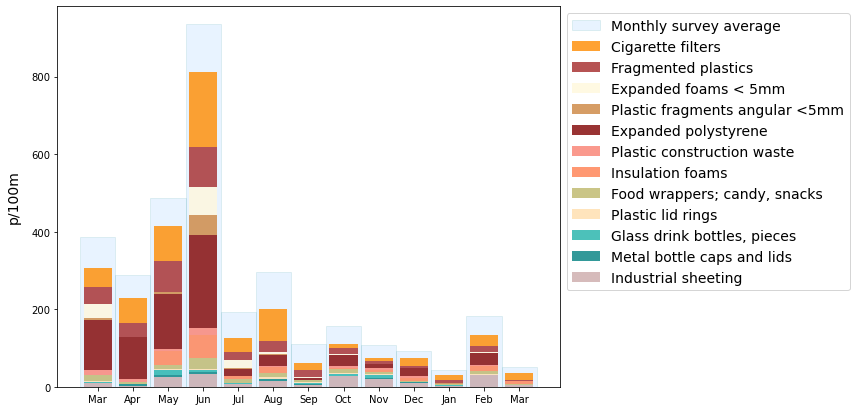 p/100m
800
600
400
200
0
Mar Apr May Jun Jul Aug Sep Oct Nov Dec Jan Feb Mar
Monthly survey average
Cigarette filters
Fragmented plastics
Expanded foams < 5mm
Plastic fragments angular <5mm
Expanded polystyrene
Plastic construction waste
Insulation foams
Food wrappers; candy, snacks
Plastic lid rings
Glass drink bottles, pieces
Metal bottle caps and lids
Industrial sheeting